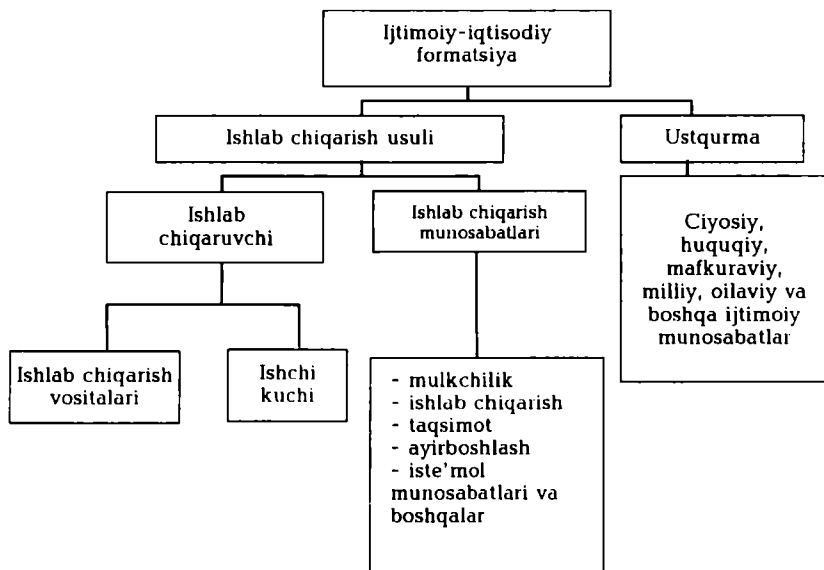 Ijtimoiy-iqtisodiy
formatsiya
Ishlab chiqarish usuli
Ustqurma
Ishlab
chiqaruvchi
Ishlab chiqarish
munosabatlari
Ciyosiy,
huquqiy,
mafkuraviy,
milliy, oilaviy va
boshqa ijtimoiy
munosabatlar
Ishlab chiqarish
vositalari
Ishchi
kuchi
- mulkchilik
- ishlab chiqarish
- taqsimot
- ayirboshlash
- iste'mol
munosabatlari va
boshqalar